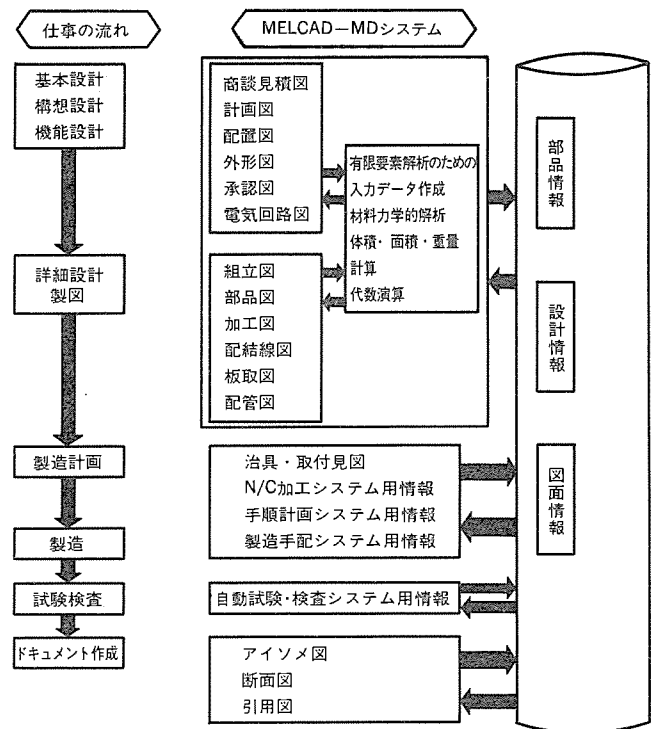 仕事の流れ
MELCAD－MDシステム
基本設計
構想設計
機能設計
詳細設計
製図
製造計画
製造
試験検査
ドキュメント作成
商談見積図
計画図
配置図
外形図
承認図
電気回路図
組立図
部品図
加工図
配結線図
板取図
配管図
有限要素解析のための
入力データ作成
材料力学的解析
体積・面積・重量
計算
代数演算
治具・取付見図
N/C加工システム用情報
手順計画システム用情報
製造手配システム用情報
自動試験・検査システム用情報
アイソメ図
断面図
引用図
部品情報
設計情報
図面情報